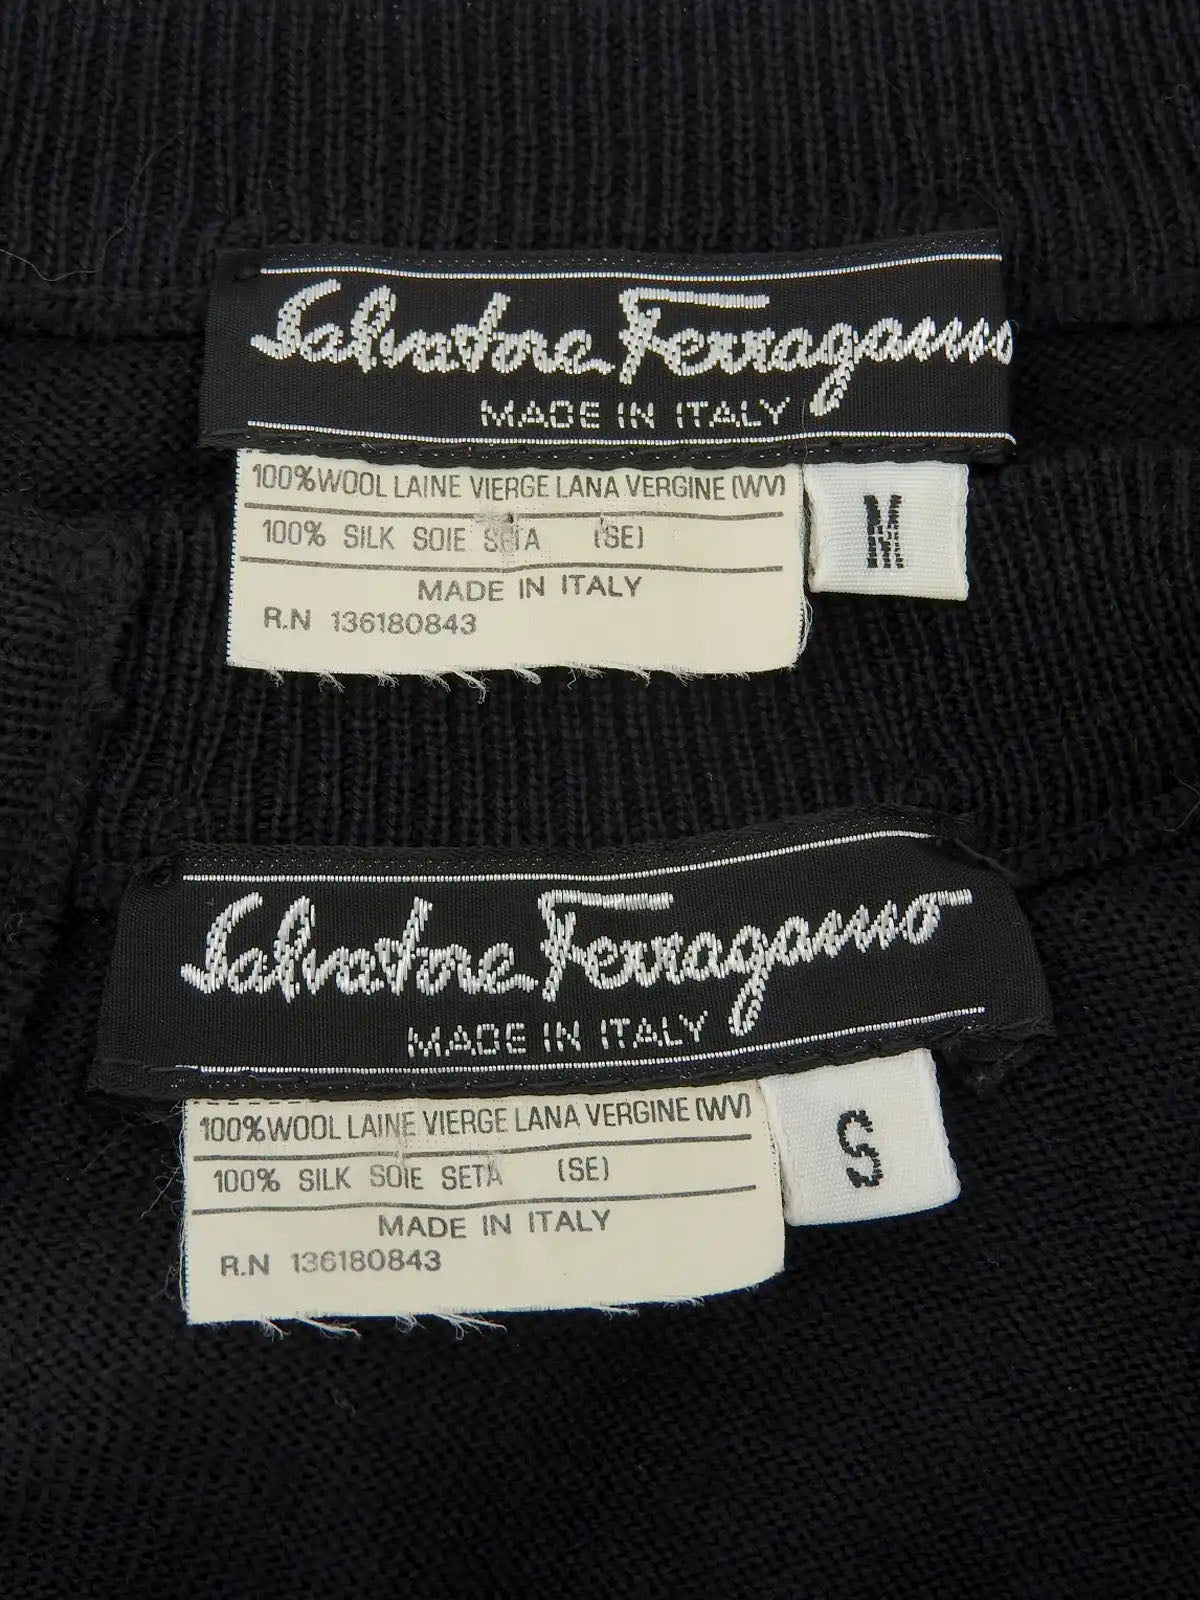 Salvatore Ferragamo
MADE IN ITALY
100% WOOL LAINE VIERGE LANA VERGINE (WV)
100% SILK SOIE SETA (SE)
MADE IN ITALY
R.N 136180843
M
Salvatore Ferragamo
MADE IN ITALY
100% WOOL LAINE VIERGE LANA VERGINE (WV)
100% SILK SOIE SETA (SE)
MADE IN ITALY
R.N 136180843
S